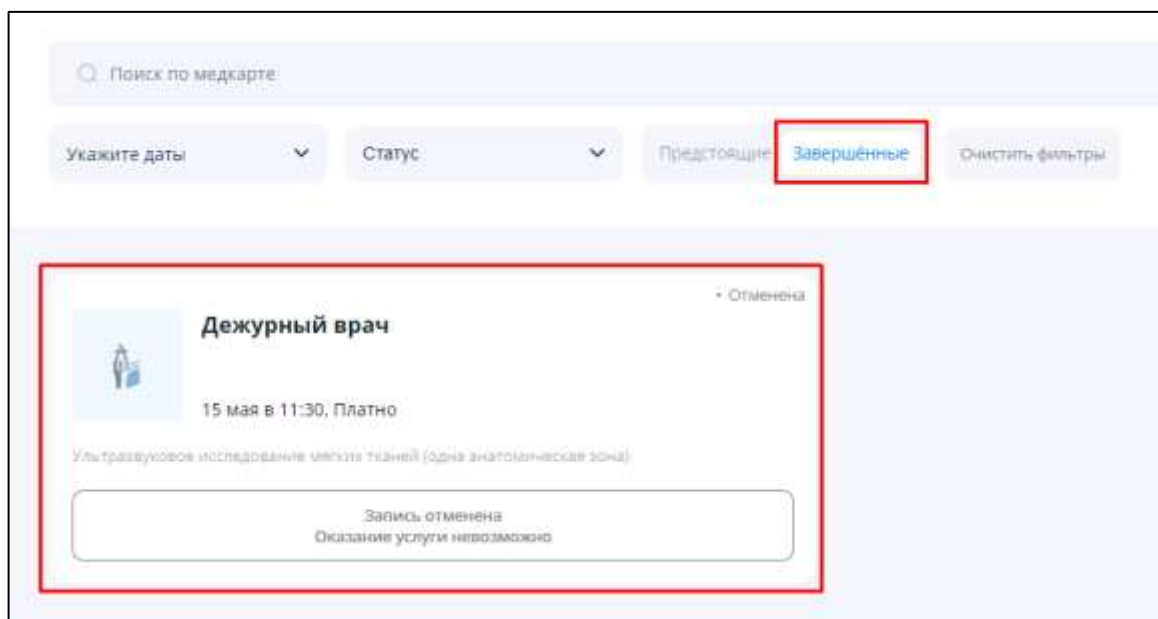 Поиск по медкарте
Укажите даты Статус Предстоящие Завершённые Очистить фильтры
• Отменена
Дежурный врач
15 мая в 11:30, Платно
Ультразвуковое исследование мягких тканей (одна анатомическая зона)
Запись отменена
Оказание услуги невозможно